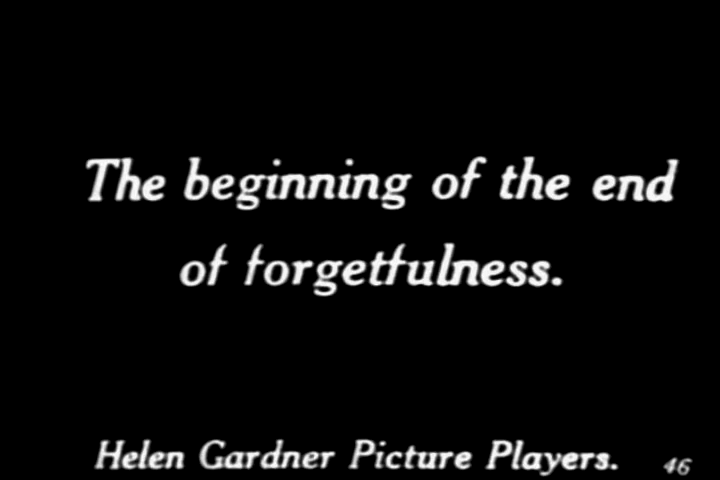 The beginning of the end
of forgetfulness.
Helen Gardner Picture Players. 46